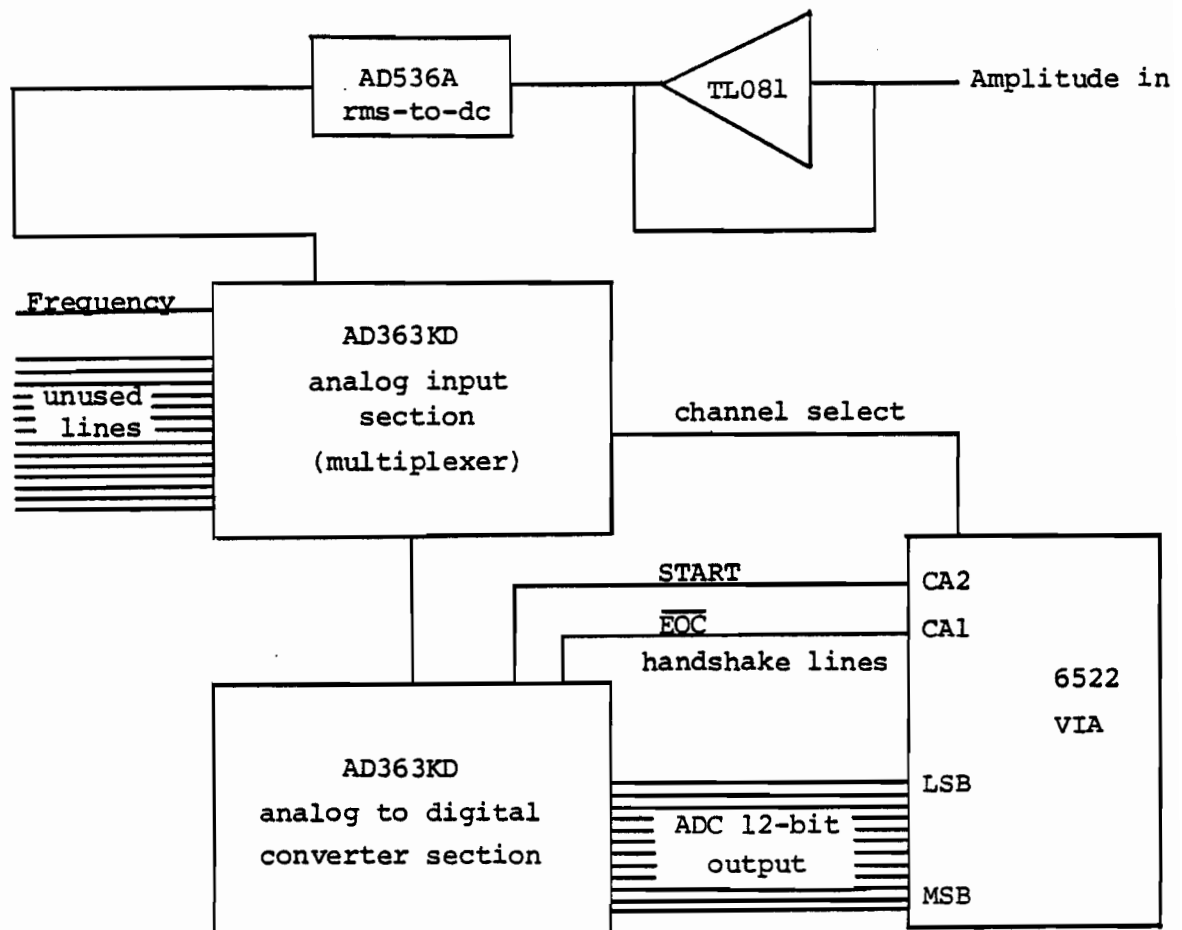 AD536A
rms-to-dc
TL081
Amplitude in
Frequency
unused
lines
AD363KD
analog input
section
(multiplexer)
channel select
START
EOC
handshake lines
CA2
CA1
6522
VIA
AD363KD
analog to digital
converter section
ADC 12-bit
output
LSB
MSB